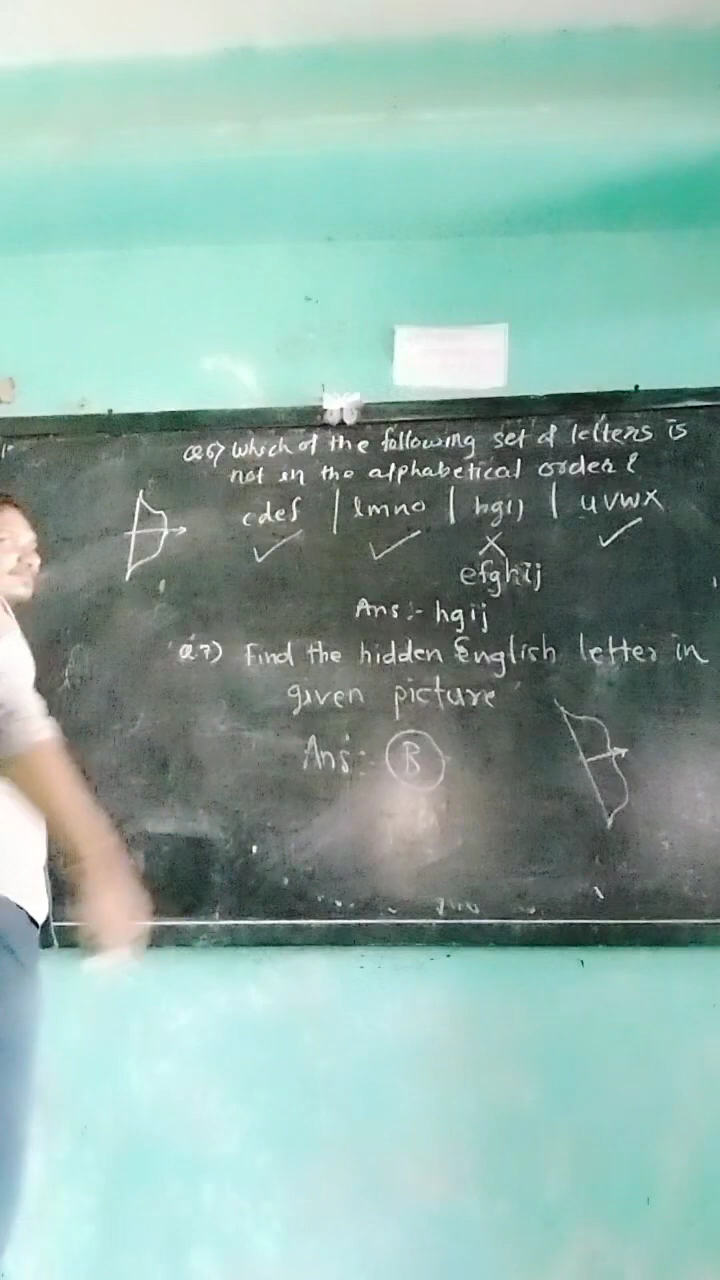 Q6) Which of the following set of letters is
not in the alphabetical order?
cdef | lmno | hgij | uvwx
efghij
Ans:- hgij
Q7) Find the hidden English letter in
given picture
Ans:- B